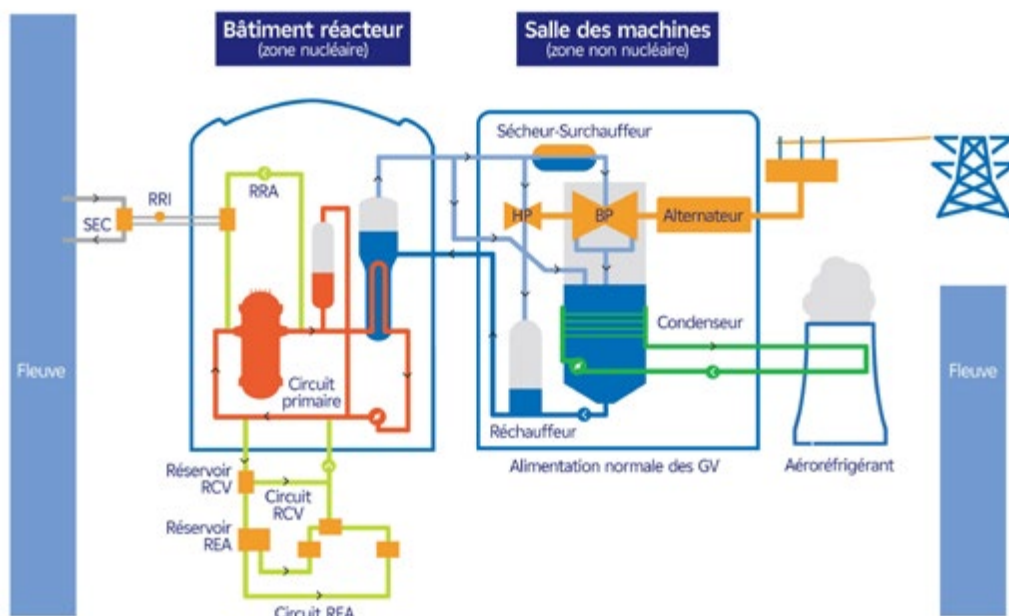 Bâtiment réacteur
(zone nucléaire)
Salle des machines
(zone non nucléaire)
Sécheur-Surchauffeur
RRI
RRA
SEC
HP
BP
Alternateur
Fleuve
Circuit
primaire
Condenseur
Fleuve
Réchauffeur
Alimentation normale des GV
Aéroréfrigérant
Réservoir
RCV
Circuit
RCV
Réservoir
REA
Circuit REA